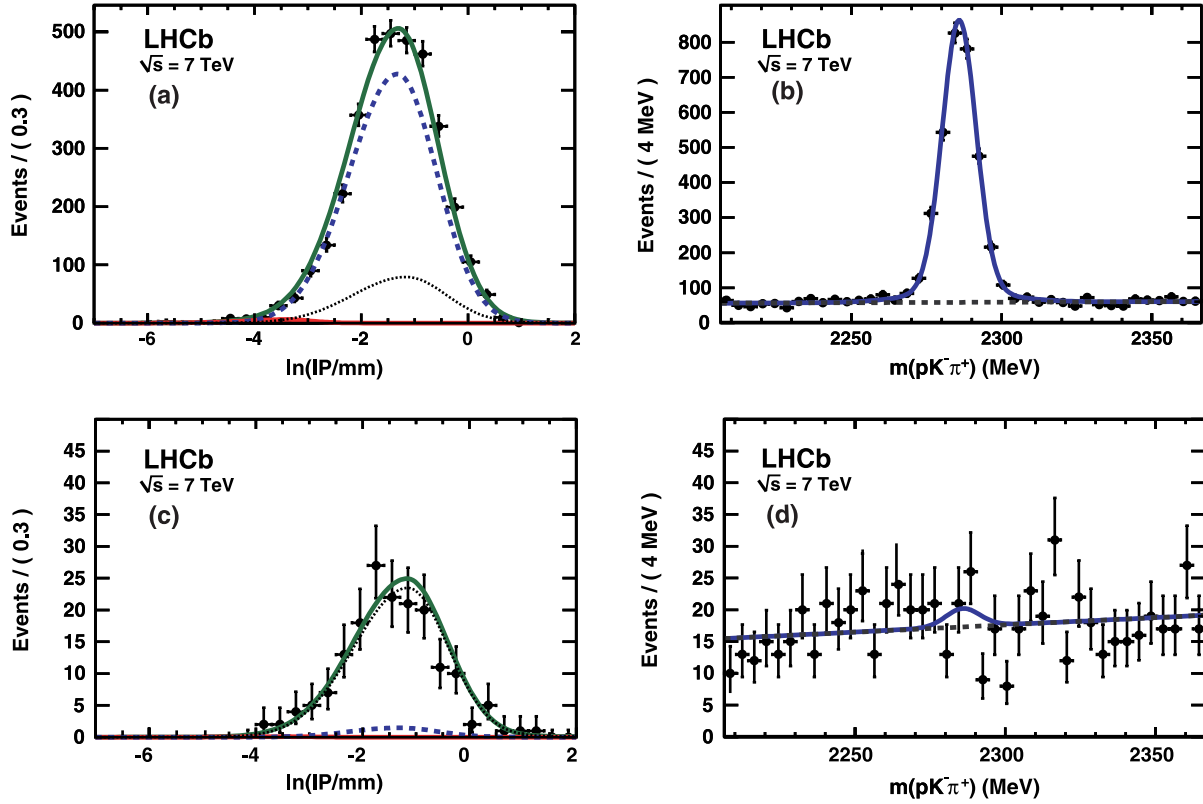 LHCb
√s = 7 TeV
(a)
Events / ( 0.3 )
500
400
300
200
100
0
-6 -4 -2 0 2
ln(IP/mm)
LHCb
√s = 7 TeV
(b)
Events / ( 4 MeV )
800
700
600
500
400
300
200
100
0
2250 2300 2350
m(pK⁻π⁺) (MeV)
LHCb
√s = 7 TeV
(c)
Events / ( 0.3 )
45
40
35
30
25
20
15
10
5
0
-6 -4 -2 0 2
ln(IP/mm)
LHCb
√s = 7 TeV
(d)
Events / ( 4 MeV )
45
40
35
30
25
20
15
10
5
0
2250 2300 2350
m(pK⁻π⁺) (MeV)